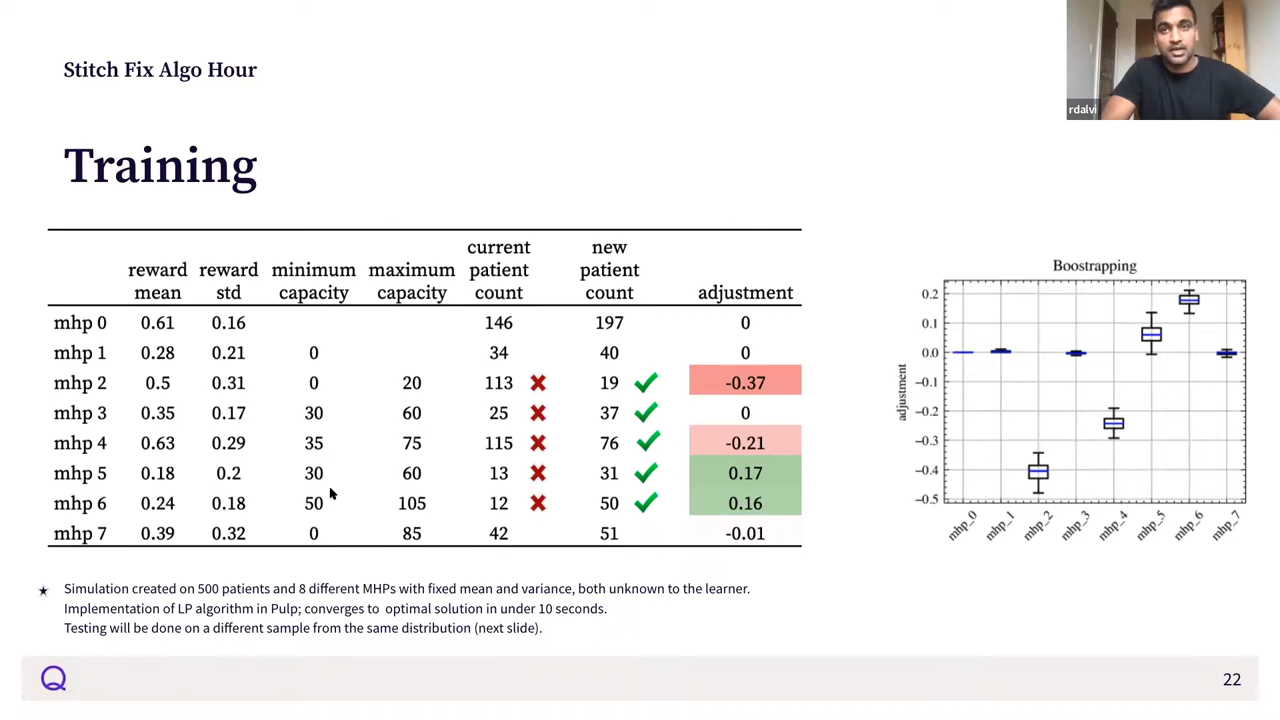 rdalvi
Stitch Fix Algo Hour
Training
reward mean reward std minimum capacity maximum capacity current patient count new patient count adjustment
mhp 0 0.61 0.16 146 197 0
mhp 1 0.28 0.21 0 34 40 0
mhp 2 0.5 0.31 0 20 113 19 -0.37
mhp 3 0.35 0.17 30 60 25 37 0
mhp 4 0.63 0.29 35 75 115 76 -0.21
mhp 5 0.18 0.2 30 60 13 31 0.17
mhp 6 0.24 0.18 50 105 12 50 0.16
mhp 7 0.39 0.32 0 85 42 51 -0.01
Boostrapping
adjustment
0.2
0.1
0.0
−0.1
−0.2
−0.3
−0.4
−0.5
mhp_0 mhp_1 mhp_2 mhp_3 mhp_4 mhp_5 mhp_6 mhp_7
Simulation created on 500 patients and 8 different MHPs with fixed mean and variance, both unknown to the learner.
Implementation of LP algorithm in Pulp; converges to optimal solution in under 10 seconds.
Testing will be done on a different sample from the same distribution (next slide).
22